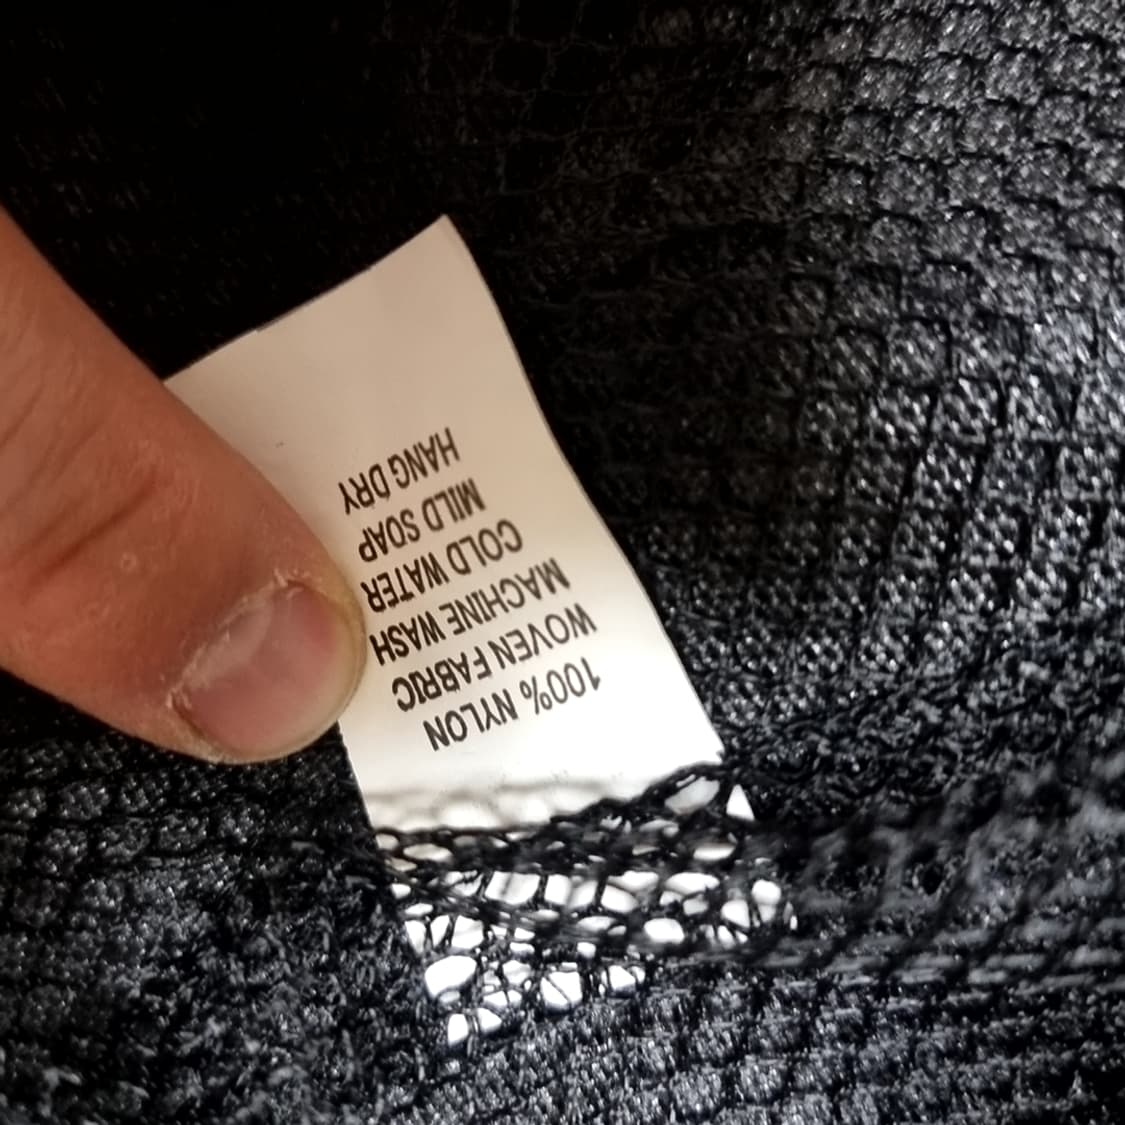 100% NYLON
WOVEN FABRIC
MACHINE WASH
COLD WATER
MILD SOAP
HANG DRY